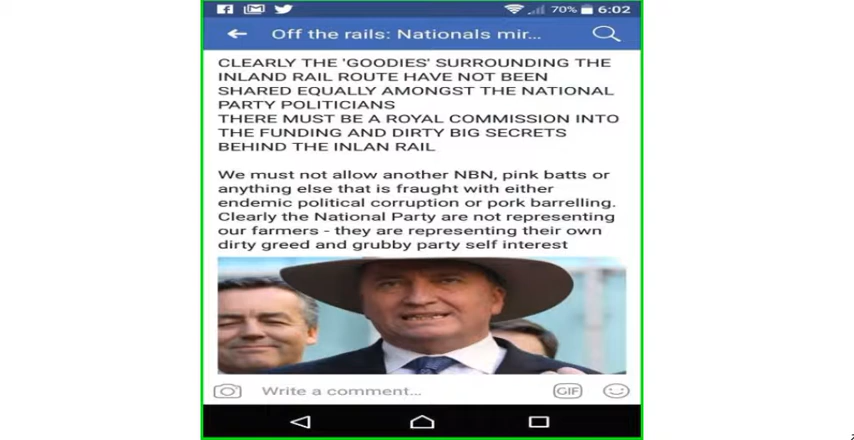 70% 6:02
Off the rails: Nationals mir...
CLEARLY THE 'GOODIES' SURROUNDING THE
INLAND RAIL ROUTE HAVE NOT BEEN
SHARED EQUALLY AMONGST THE NATIONAL
PARTY POLITICIANS
THERE MUST BE A ROYAL COMMISSION INTO
THE FUNDING AND DIRTY BIG SECRETS
BEHIND THE INLAN RAIL
We must not allow another NBN, pink batts or
anything else that is fraught with either
endemic political corruption or pork barrelling.
Clearly the National Party are not representing
our farmers - they are representing their own
dirty greed and grubby party self interest
Write a comment...
GIF